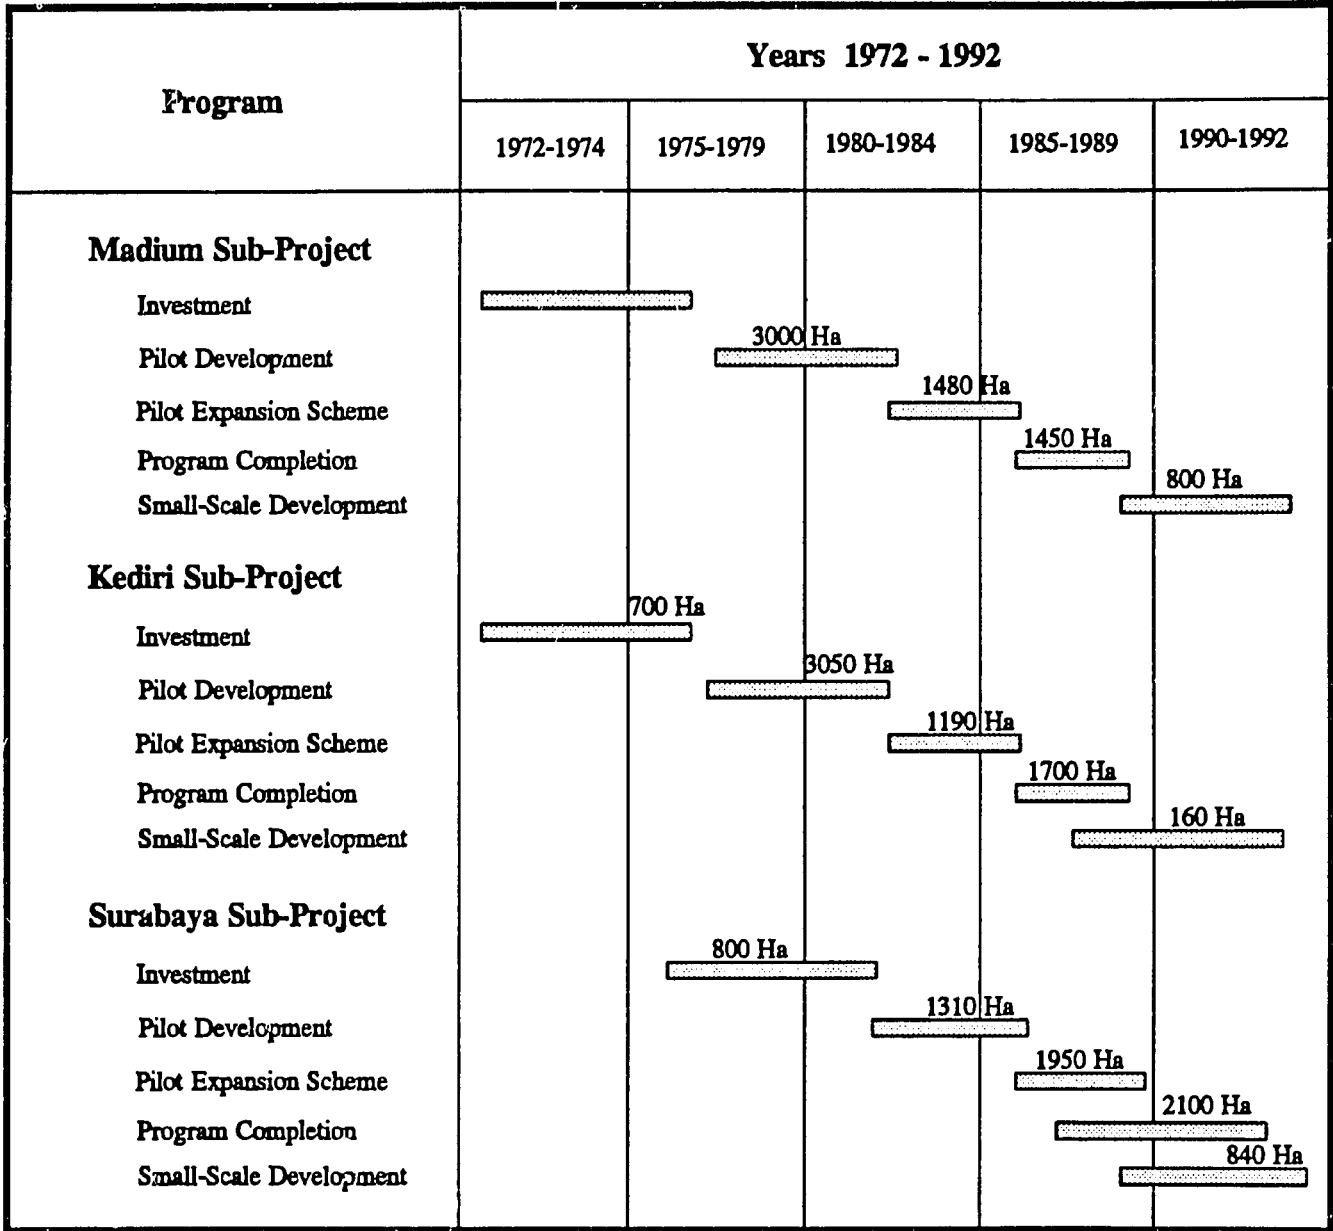 Years 1972 - 1992
Program
1972-1974 1975-1979 1980-1984 1985-1989 1990-1992
Madium Sub-Project
Investment
3000 Ha
Pilot Development
1480 Ha
Pilot Expansion Scheme
1450 Ha
Program Completion
800 Ha
Small-Scale Development
Kediri Sub-Project
700 Ha
Investment
3050 Ha
Pilot Development
1190 Ha
Pilot Expansion Scheme
1700 Ha
Program Completion
160 Ha
Small-Scale Development
Surabaya Sub-Project
800 Ha
Investment
1310 Ha
Pilot Development
1950 Ha
Pilot Expansion Scheme
2100 Ha
Program Completion
840 Ha
Small-Scale Development